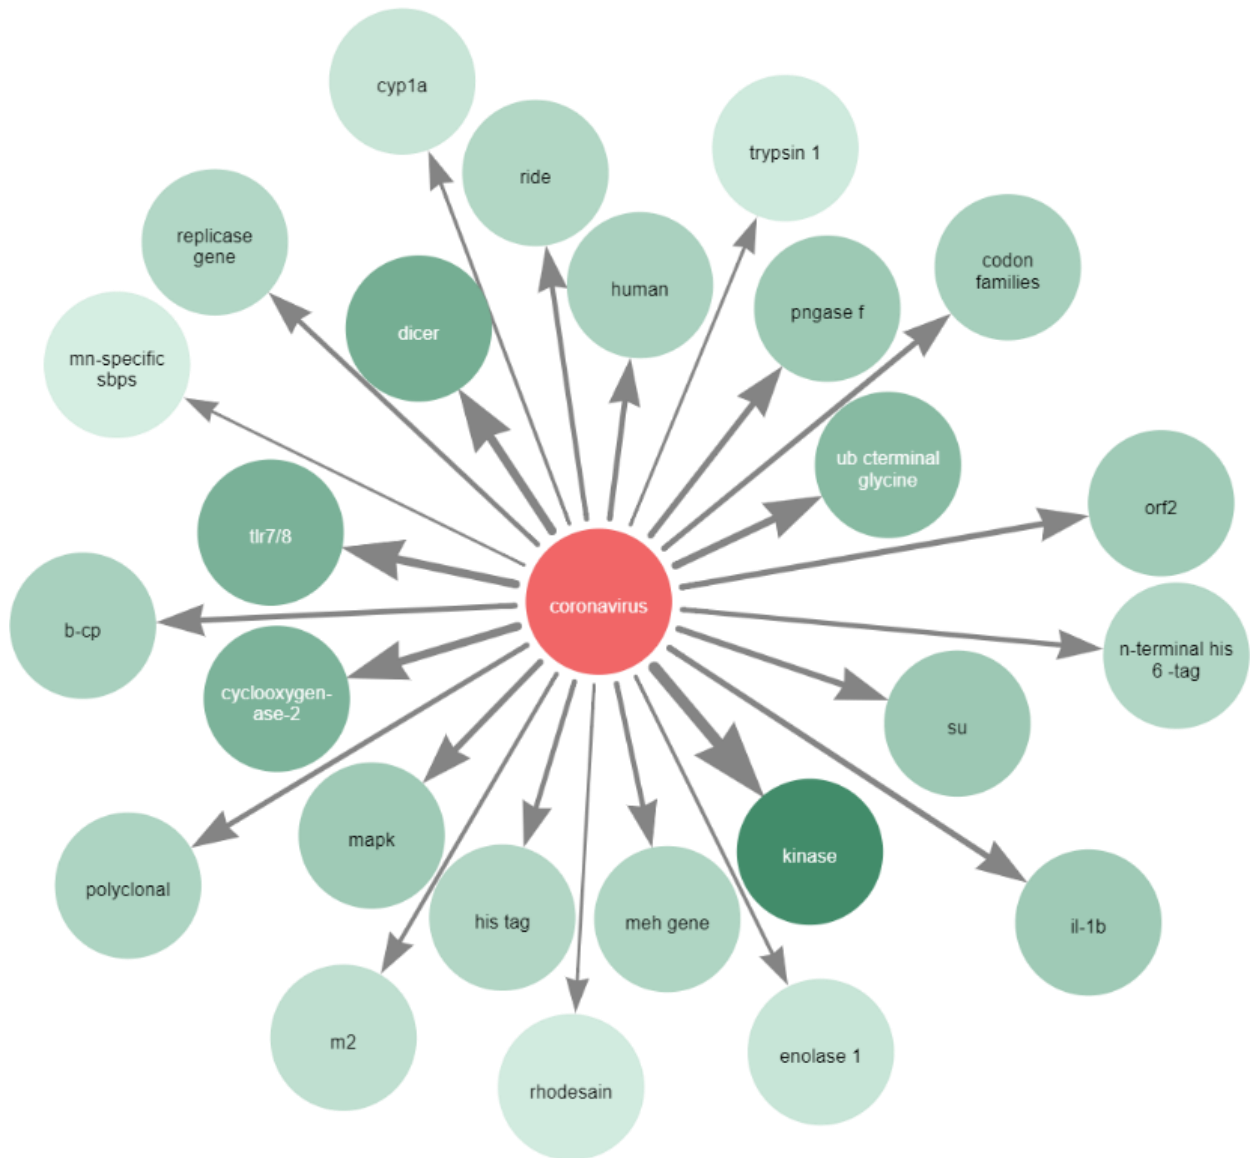 cyp1a
trypsin 1
ride
replicase
gene
codon
families
human
pngase f
dicer
mn-specific
sbps
ub cterminal
glycine
orf2
tlr7/8
coronavirus
b-cp
n-terminal his
6 -tag
cyclooxygen-
ase-2
su
mapk
kinase
polyclonal
his tag
meh gene
il-1b
m2
enolase 1
rhodesain